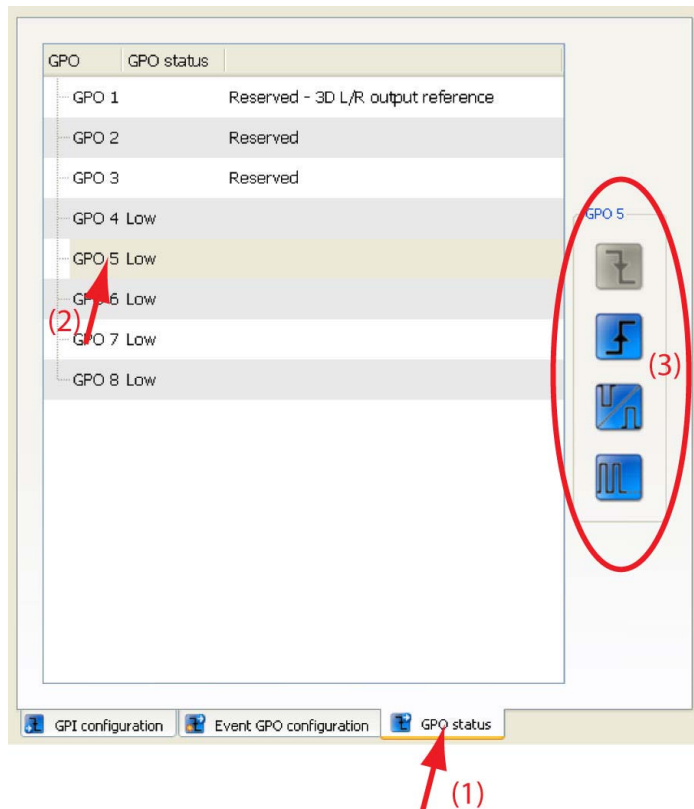 GPO GPO status
GPO 1 Reserved - 3D L/R output reference
GPO 2 Reserved
GPO 3 Reserved
GPO 4 Low
GPO 5 Low
GPO 6 Low
GPO 7 Low
GPO 8 Low
(2)
GPO 5
(3)
GPI configuration Event GPO configuration GPO status
(1)